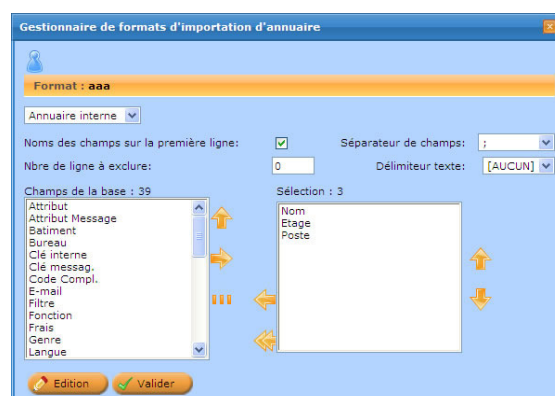 Gestionnaire de formats d'importation d'annuaire
Format : aaa
Annuaire interne
Noms des champs sur la première ligne: Séparateur de champs: ;
Nbre de ligne à exclure: 0 Délimiteur texte: [AUCUN]
Champs de la base : 39 Sélection : 3
Attribut
Attribut Message
Batiment
Bureau
Clé interne
Clé messag.
Code Compl.
E-mail
Filtre
Fonction
Frais
Genre
Langue
Nom
Etage
Poste
Edition Valider